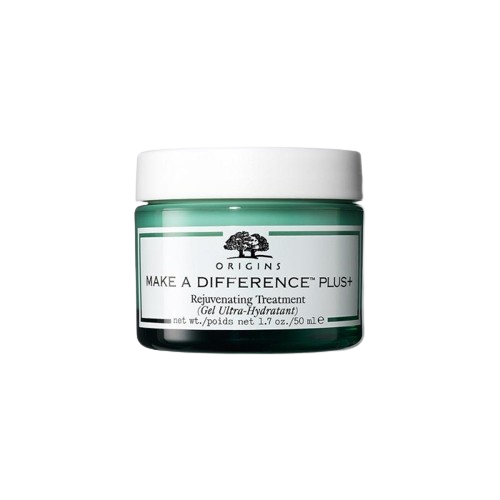 ORIGINS
MAKE A DIFFERENCE™ PLUS+
Rejuvenating Treatment
(Gel Ultra-Hydratant)
net wt./poids net 1.7 oz./50 ml ℮